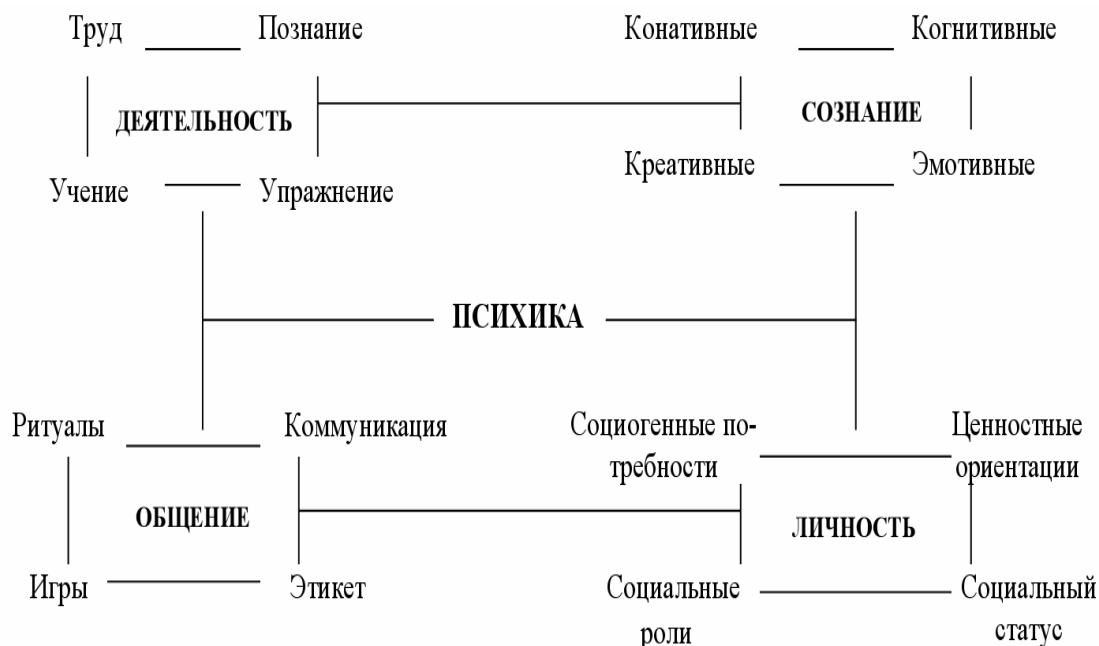 Труд Познание Конативные Когнитивные
ДЕЯТЕЛЬНОСТЬ СОЗНАНИЕ
Учение Упражнение Креативные Эмотивные
ПСИХИКА
Ритуалы Коммуникация Социогенные по- Ценностные
требности ориентации
ОБЩЕНИЕ ЛИЧНОСТЬ
Игры Этикет Социальные Социальный
роли статус